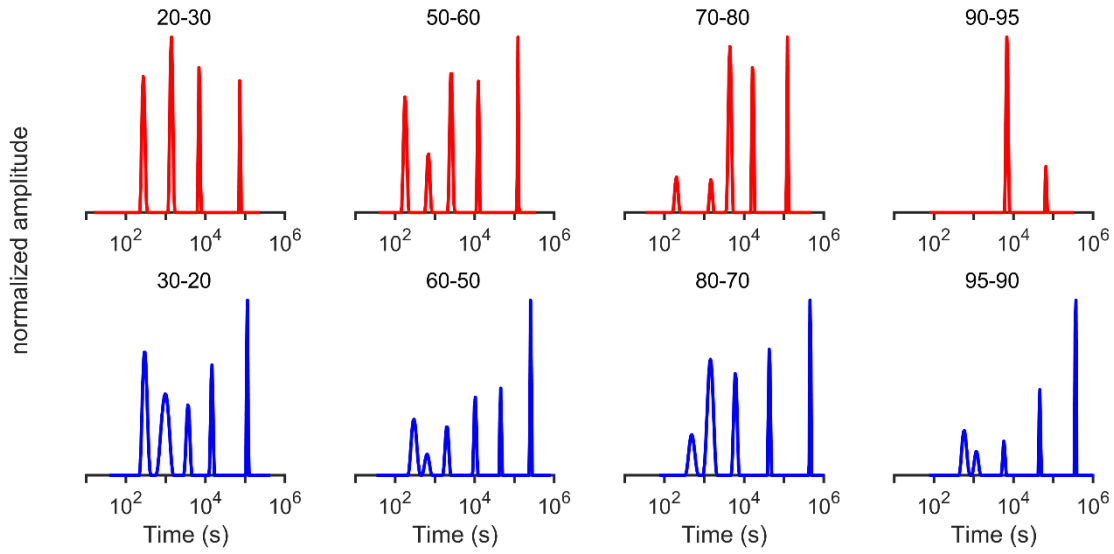 20-30 50-60 70-80 90-95
normalized amplitude
10^2 10^4 10^6 10^2 10^4 10^6 10^2 10^4 10^6 10^2 10^4 10^6
30-20 60-50 80-70 95-90
10^2 10^4 10^6 10^2 10^4 10^6 10^2 10^4 10^6 10^2 10^4 10^6
Time (s) Time (s) Time (s) Time (s)